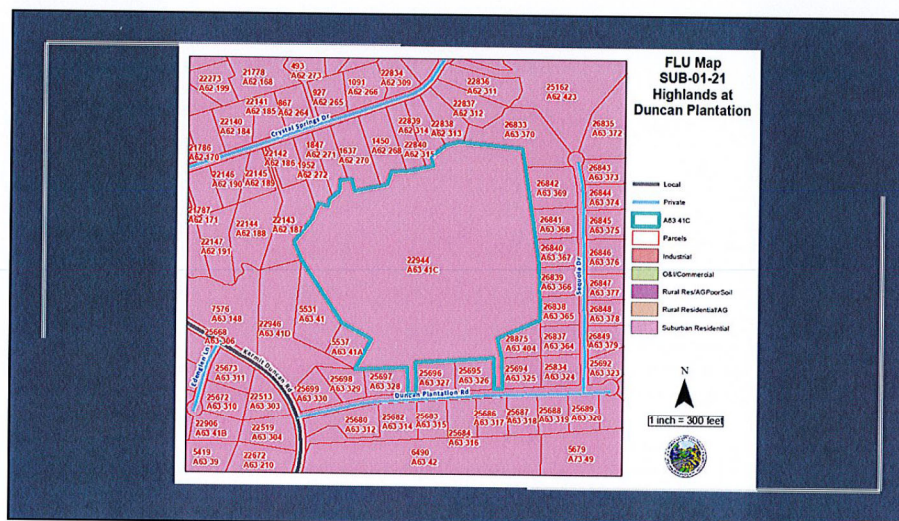 FLU Map
SUB-01-21
Highlands at
Duncan Plantation
22273
A62 199
21778
A62 168
493
A62 273
927
A62 265
1091
A62 266
22834
A62 309
22836
A62 311
25162
A62 423
22141
A62 185
867
A62 264
22837
A62 312
22140
A62 184
Crystal Springs Dr
22839
A62 314
22838
A62 313
26833
A63 370
26835
A63 372
21786
A62 170
22142
A62 186
1847
A62 271
1637
A62 270
1450
A62 268
22840
A62 315
1952
A62 272
22146
A62 190
22145
A62 189
26842
A63 369
26843
A63 373
26844
A63 374
21787
A62 171
22144
A62 188
22143
A62 187
26841
A63 368
26845
A63 375
22147
A62 191
26840
A63 367
26846
A63 376
22944
A63 41C
26839
A63 366
Sequoia Dr
26847
A63 377
7576
A63 148
5531
A63 41
26838
A63 365
26848
A63 378
25668
A63 306
22946
A63 41D
5537
A63 41A
28875
A63 404
26837
A63 364
26849
A63 379
Edington Ln
Kermit Duncan Rd
25673
A63 311
25699
A63 330
25698
A63 329
25697
A63 328
25696
A63 327
25695
A63 326
25694
A63 325
25834
A63 324
25692
A63 323
25672
A63 310
22513
A63 303
Duncan Plantation Rd
22906
A63 41B
22519
A63 304
25680
A63 312
25682
A63 314
25683
A63 315
25684
A63 316
25686
A63 317
25687
A63 318
25688
A63 319
25689
A63 320
5419
A63 39
22672
A63 210
6490
A63 42
5679
A73 49
Local
Private
A63 41C
Parcels
Industrial
O&I/Commercial
Rural Res/AGPoorSoil
Rural Residential/AG
Suburban Residential
N
1 inch = 300 feet